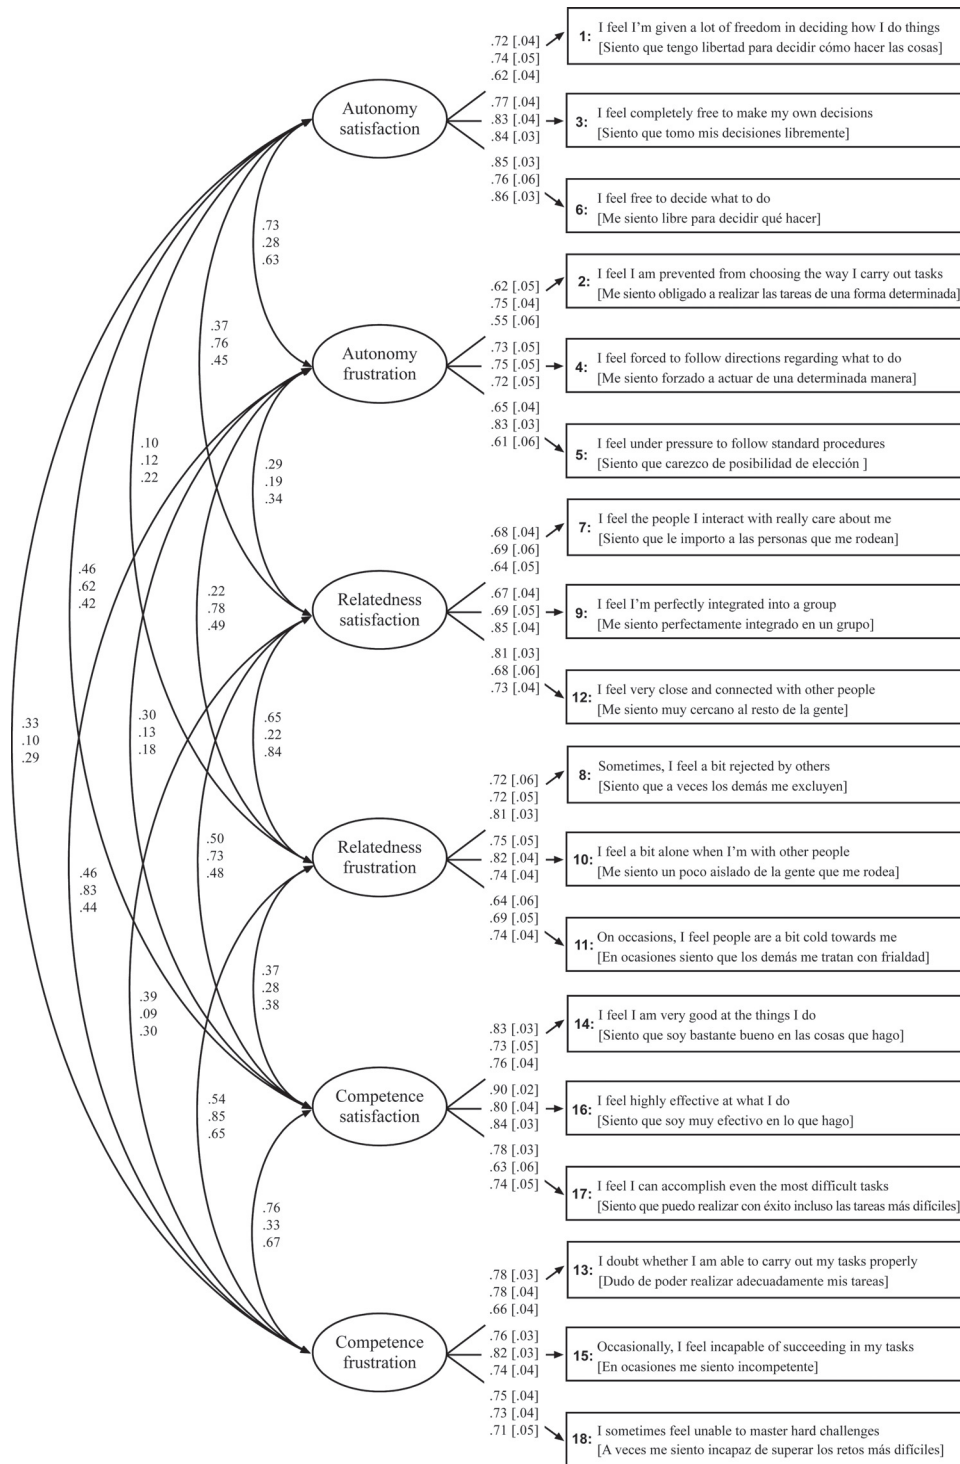 .72 [.04]
.74 [.05]
.62 [.04]
1: I feel I'm given a lot of freedom in deciding how I do things
[Siento que tengo libertad para decidir cómo hacer las cosas]
Autonomy
satisfaction
.77 [.04]
.83 [.04]
.84 [.03]
3: I feel completely free to make my own decisions
[Siento que tomo mis decisiones libremente]
.85 [.03]
.76 [.06]
.86 [.03]
6: I feel free to decide what to do
[Me siento libre para decidir qué hacer]
.73
.28
.63
.62 [.05]
.75 [.04]
.55 [.06]
2: I feel I am prevented from choosing the way I carry out tasks
[Me siento obligado a realizar las tareas de una forma determinada]
.37
.76
.45
Autonomy
frustration
.73 [.05]
.75 [.05]
.72 [.05]
4: I feel forced to follow directions regarding what to do
[Me siento forzado a actuar de una determinada manera]
.65 [.04]
.83 [.03]
.61 [.06]
5: I feel under pressure to follow standard procedures
[Siento que carezco de posibilidad de elección ]
.10
.12
.22
.29
.19
.34
.68 [.04]
.69 [.06]
.64 [.05]
7: I feel the people I interact with really care about me
[Siento que le importo a las personas que me rodean]
.46
.62
.42
.22
.78
.49
Relatedness
satisfaction
.67 [.04]
.69 [.05]
.85 [.04]
9: I feel I'm perfectly integrated into a group
[Me siento perfectamente integrado en un grupo]
.81 [.03]
.68 [.06]
.73 [.04]
12: I feel very close and connected with other people
[Me siento muy cercano al resto de la gente]
.33
.10
.29
.30
.13
.18
.65
.22
.84
.72 [.06]
.72 [.05]
.81 [.03]
8: Sometimes, I feel a bit rejected by others
[Siento que a veces los demás me excluyen]
.50
.73
.48
Relatedness
frustration
.75 [.05]
.82 [.04]
.74 [.04]
10: I feel a bit alone when I'm with other people
[Me siento un poco aislado de la gente que me rodea]
.46
.83
.44
.64 [.06]
.69 [.05]
.74 [.04]
11: On occasions, I feel people are a bit cold towards me
[En ocasiones siento que los demás me tratan con frialdad]
.39
.09
.30
.37
.28
.38
.83 [.03]
.73 [.05]
.76 [.04]
14: I feel I am very good at the things I do
[Siento que soy bastante bueno en las cosas que hago]
.54
.85
.65
Competence
satisfaction
.90 [.02]
.80 [.04]
.84 [.03]
16: I feel highly effective at what I do
[Siento que soy muy efectivo en lo que hago]
.78 [.03]
.63 [.06]
.74 [.05]
17: I feel I can accomplish even the most difficult tasks
[Siento que puedo realizar con éxito incluso las tareas más difíciles]
.76
.33
.67
.78 [.03]
.78 [.04]
.66 [.04]
13: I doubt whether I am able to carry out my tasks properly
[Dudo de poder realizar adecuadamente mis tareas]
Competence
frustration
.76 [.03]
.82 [.03]
.74 [.04]
15: Occasionally, I feel incapable of succeeding in my tasks
[En ocasiones me siento incompetente]
.75 [.04]
.73 [.04]
.71 [.05]
18: I sometimes feel unable to master hard challenges
[A veces me siento incapaz de superar los retos más difíciles]